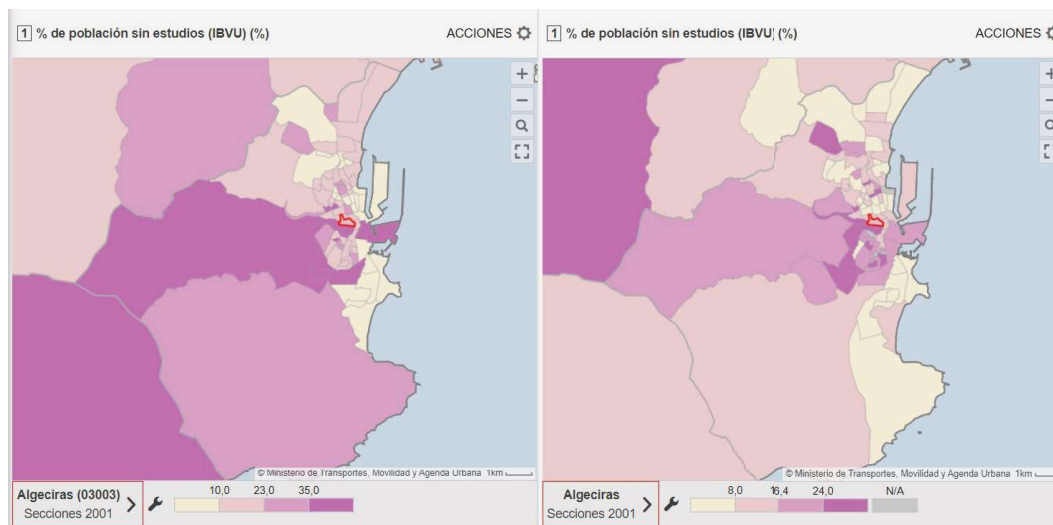 1 % de población sin estudios (IBVU) (%)
ACCIONES
© Ministerio de Transportes, Movilidad y Agenda Urbana 1km
Algeciras (03003)
Secciones 2001
10,0 23,0 35,0
1 % de población sin estudios (IBVU) (%)
ACCIONES
© Ministerio de Transportes, Movilidad y Agenda Urbana 1km
Algeciras
Secciones 2001
8,0 16,4 24,0 N/A